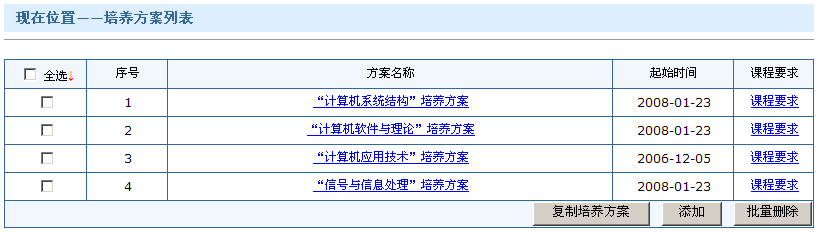 现在位置——培养方案列表
全选↓ 序号 方案名称 起始时间 课程要求
1 “计算机系统结构”培养方案 2008-01-23 课程要求
2 “计算机软件与理论”培养方案 2008-01-23 课程要求
3 “计算机应用技术”培养方案 2006-12-05 课程要求
4 “信号与信息处理”培养方案 2008-01-23 课程要求
复制培养方案 添加 批量删除